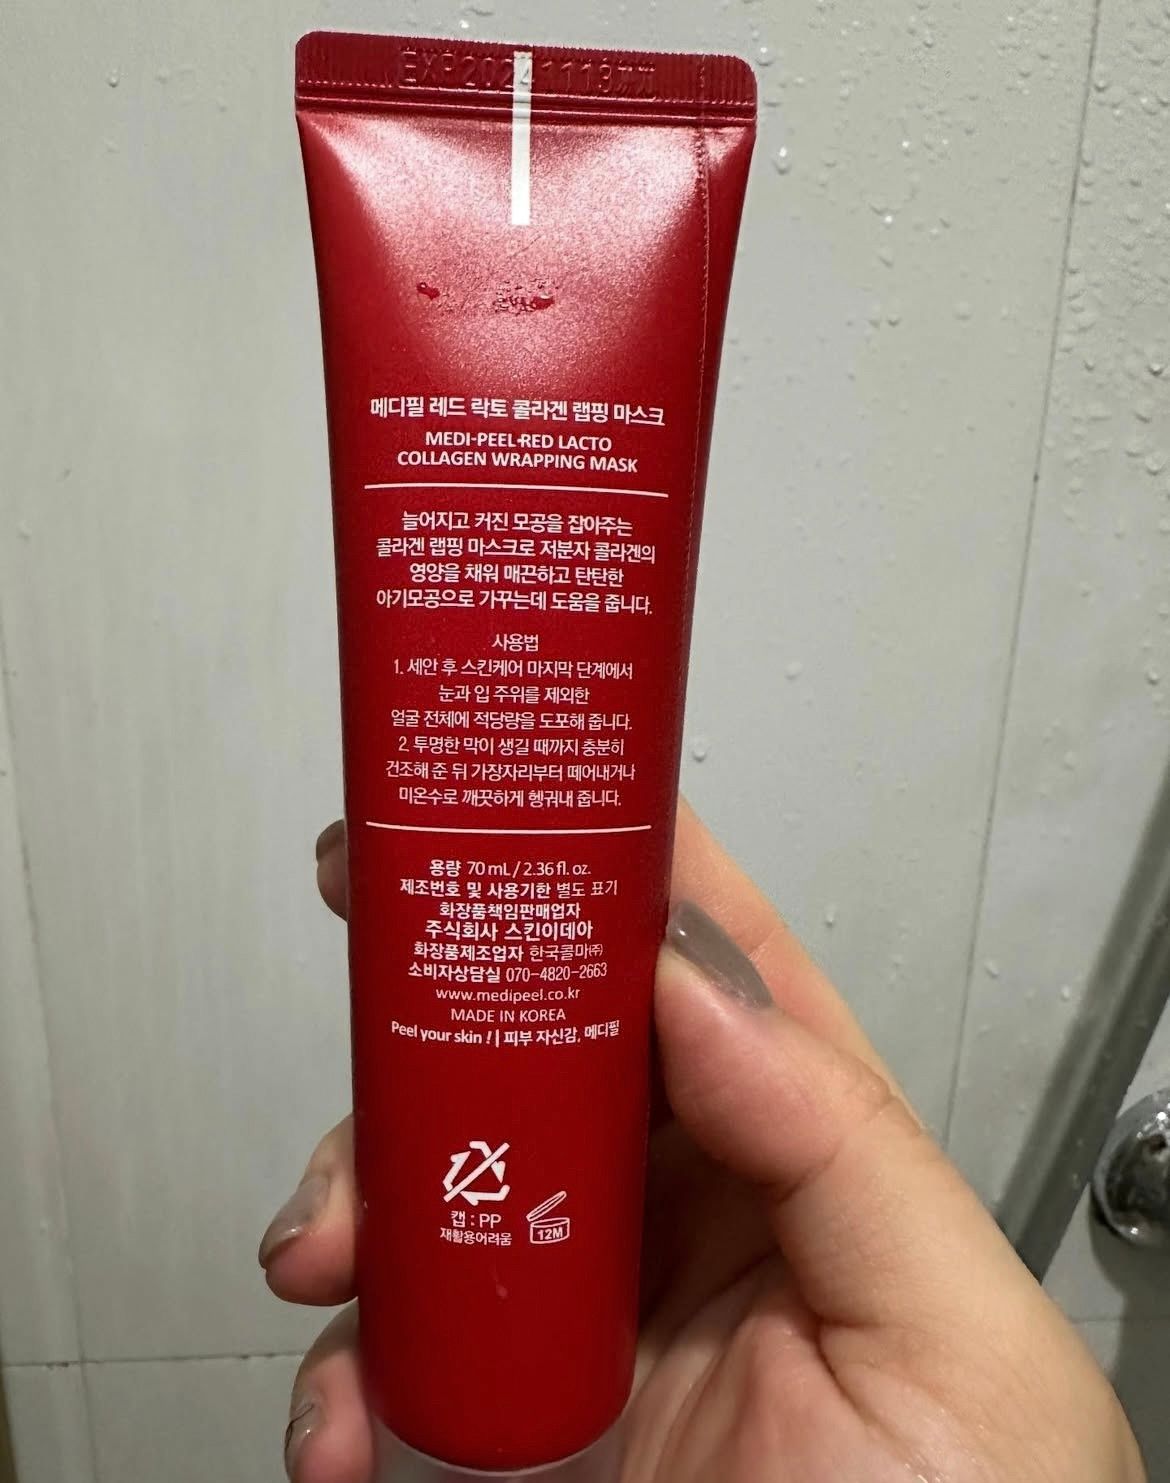 EXP20241113까지
메디필 레드 락토 콜라겐 랩핑 마스크
MEDI-PEEL RED LACTO
COLLAGEN WRAPPING MASK
늘어지고 커진 모공을 잡아주는
콜라겐 랩핑 마스크로 저분자 콜라겐의
영양을 채워 매끈하고 탄탄한
아기모공으로 가꾸는데 도움을 줍니다.
사용법
1. 세안 후 스킨케어 마지막 단계에서
눈과 입 주위를 제외한
얼굴 전체에 적당량을 도포해 줍니다.
2. 투명한 막이 생길 때까지 충분히
건조해 준 뒤 가장자리부터 떼어내거나
미온수로 깨끗하게 헹궈내 줍니다.
용량 70 mL / 2.36 fl. oz.
제조번호 및 사용기한 별도 표기
화장품책임판매업자
주식회사 스킨이데아
화장품제조업자 한국콜마㈜
소비자상담실 070-4820-2663
www.medipeel.co.kr
MADE IN KOREA
Peel your skin ! | 피부 자신감, 메디필
캡 : PP
재활용어려움
12M